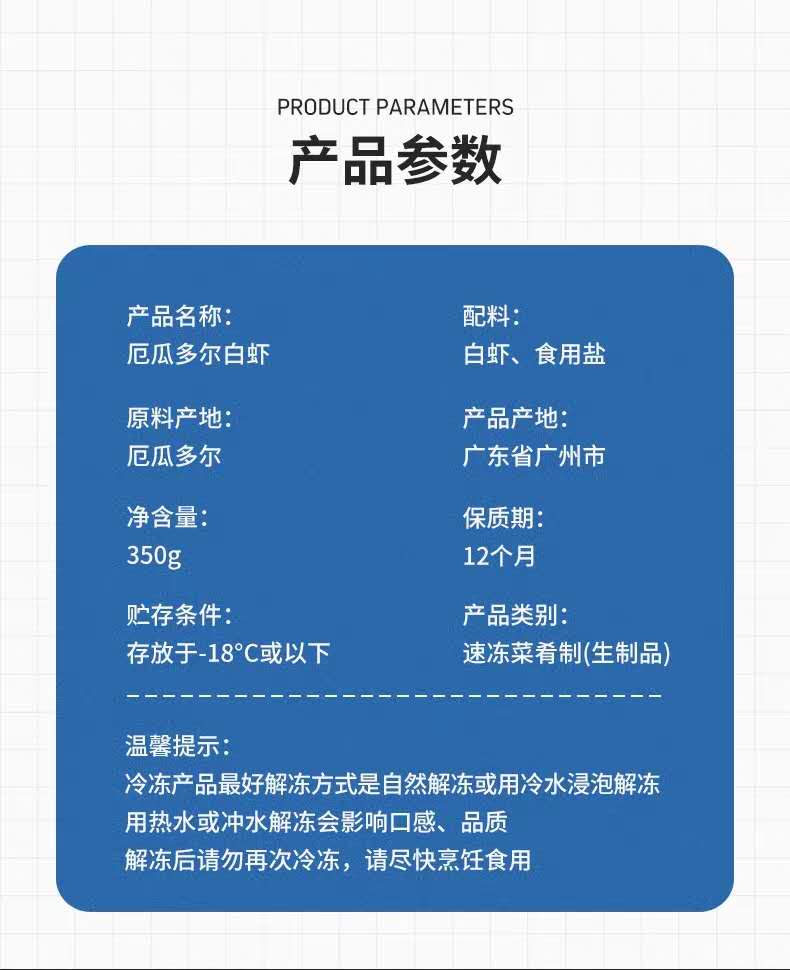 PRODUCT PARAMETERS
产品参数
产品名称：
厄瓜多尔白虾
配料：
白虾、食用盐
原料产地：
厄瓜多尔
产品产地：
广东省广州市
净含量：
350g
保质期：
12个月
贮存条件：
存放于-18°C或以下
产品类别：
速冻菜肴制(生制品)
温馨提示：
冷冻产品最好解冻方式是自然解冻或用冷水浸泡解冻
用热水或冲水解冻会影响口感、品质
解冻后请勿再次冷冻，请尽快烹饪食用